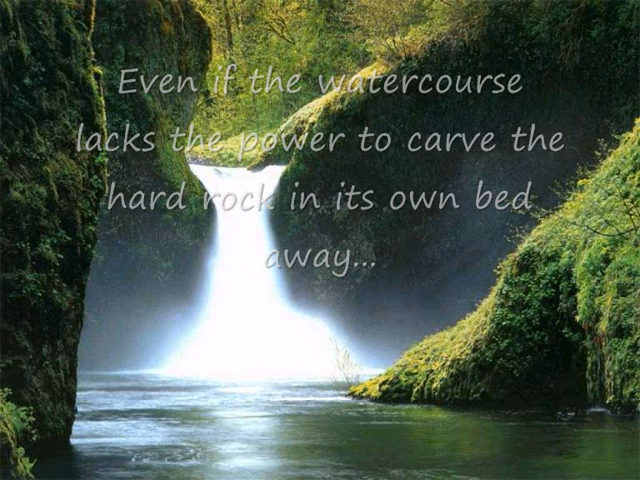 Even if the watercourse
lacks the power to carve the
hard rock in its own bed
away...